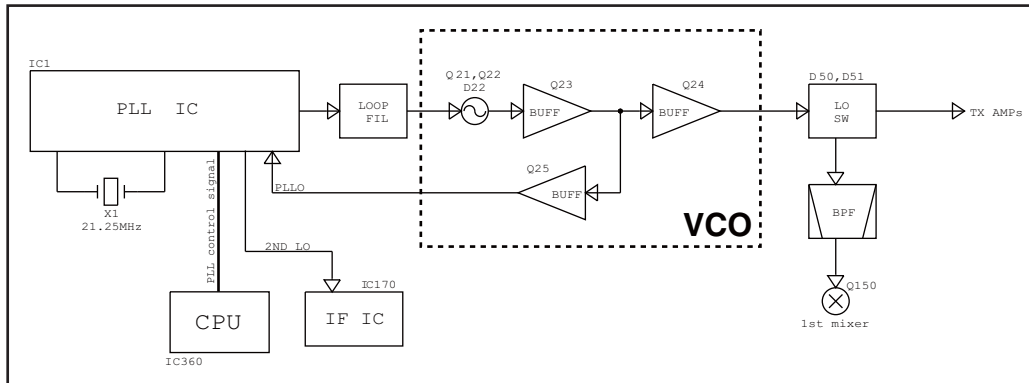 IC1
PLL IC
LOOP
FIL
Q21,Q22
D22
Q23
BUFF
Q24
BUFF
D50,D51
LO
SW
TX AMPs
Q25
BUFF
PLLO
X1
21.25MHz
PLL control signal
2ND LO
VCO
BPF
IC170
IF IC
CPU
IC360
Q150
1st mixer